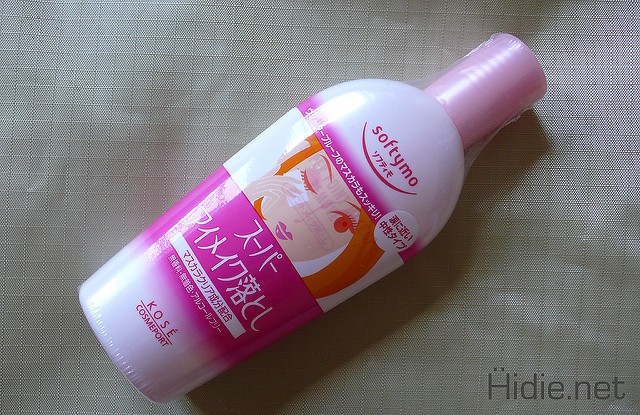 softymo
ソフティモ
ウォータープルーフのマスカラもスッキリ!
涙に近い
中性タイプ
スーパー
アイメイク落とし
マスカラクリア成分配合
無香料・無着色・アルコールフリー
KOSÉ
COSMEPORT
Hidie.net